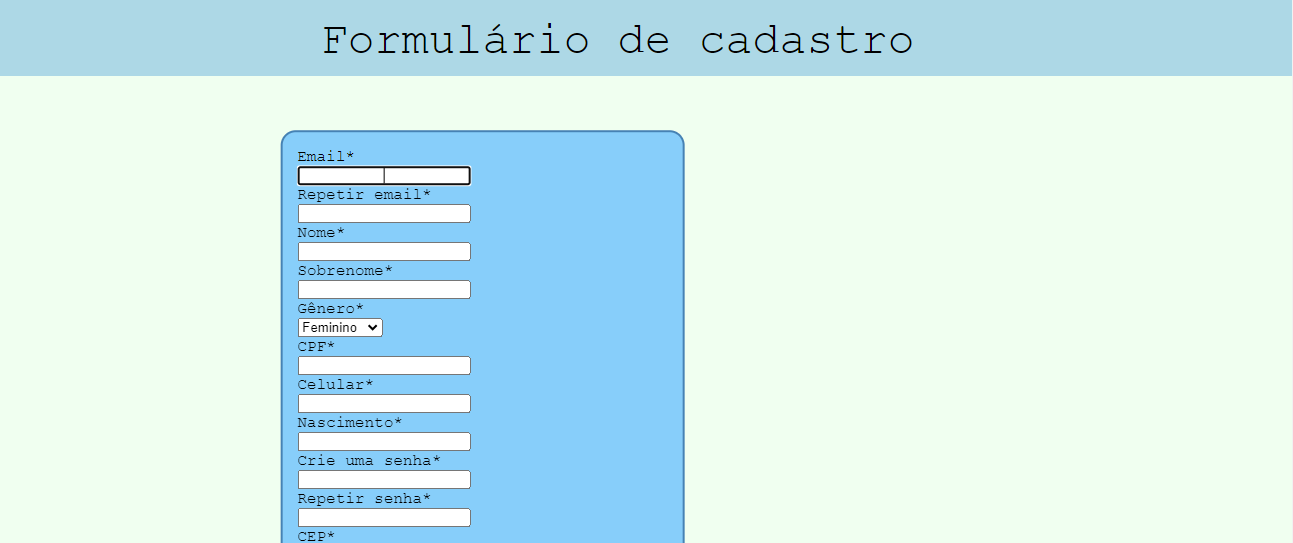 Formulário de cadastro
Email*
Repetir email*
Nome*
Sobrenome*
Gênero*
Feminino
CPF*
Celular*
Nascimento*
Crie uma senha*
Repetir senha*
CEP*